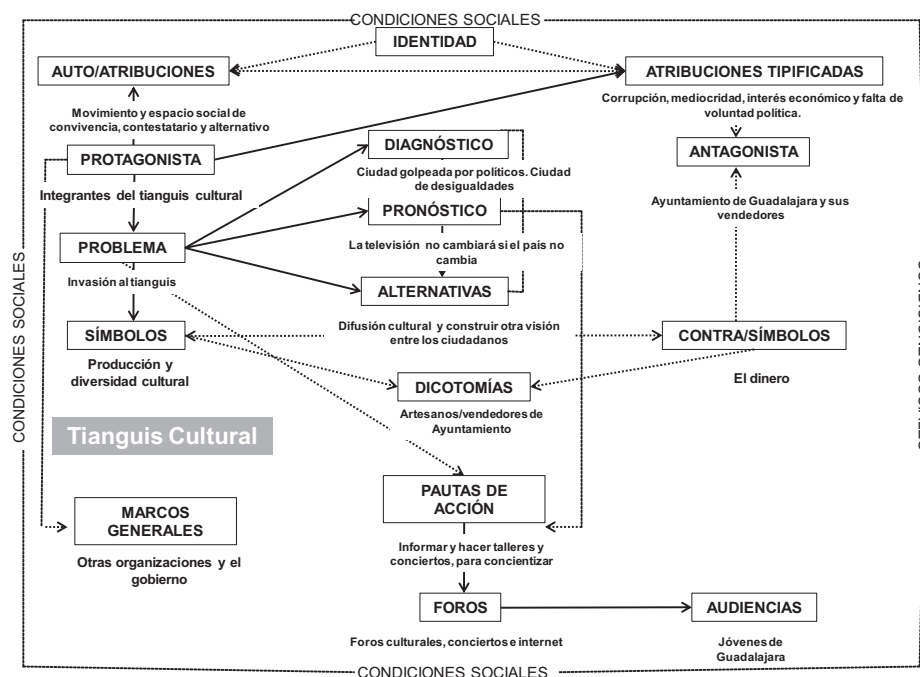 CONDICIONES SOCIALES
IDENTIDAD
AUTO/ATRIBUCIONES
ATRIBUCIONES TIPIFICADAS
Movimiento y espacio social de
convivencia, contestatario y alternativo
Corrupción, mediocridad, interés económico y falta de
voluntad política.
PROTAGONISTA
DIAGNÓSTICO
ANTAGONISTA
Integrantes del tianguis cultural
Ciudad golpeada por políticos. Ciudad
de desigualdades
Ayuntamiento de Guadalajara y sus
vendedores
PRONÓSTICO
PROBLEMA
La televisión no cambiará si el país no
cambia
Invasión al tianguis
ALTERNATIVAS
SÍMBOLOS
Difusión cultural y construir otra visión
entre los ciudadanos
CONTRA/SÍMBOLOS
Producción y
diversidad cultural
DICOTOMÍAS
El dinero
Artesanos/vendedores de
Ayuntamiento
Tianguis Cultural
PAUTAS DE
ACCIÓN
MARCOS
GENERALES
Informar y hacer talleres y
conciertos, para concientizar
Otras organizaciones y el
gobierno
FOROS
AUDIENCIAS
Foros culturales, conciertos e internet
Jóvenes de
Guadalajara
CONDICIONES SOCIALES
CONDICIONES SOCIALES